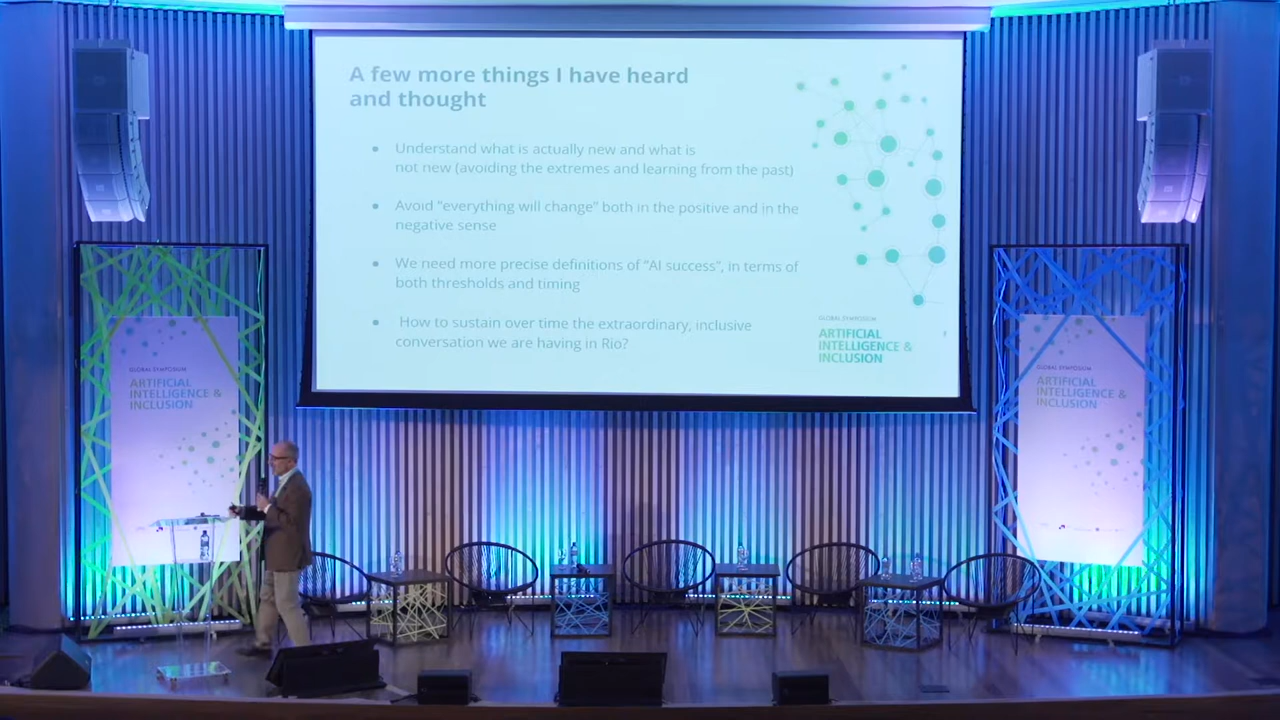 A few more things I have heard
and thought
• Understand what is actually new and what is
not new (avoiding the extremes and learning from the past)
• Avoid "everything will change" both in the positive and in the
negative sense
• We need more precise definitions of "AI success", in terms of
both thresholds and timing
• How to sustain over time the extraordinary, inclusive
conversation we are having in Rio?
GLOBAL SYMPOSIUM
ARTIFICIAL
INTELLIGENCE &
INCLUSION
GLOBAL SYMPOSIUM
ARTIFICIAL
INTELLIGENCE &
INCLUSION
GLOBAL SYMPOSIUM
ARTIFICIAL
INTELLIGENCE &
INCLUSION